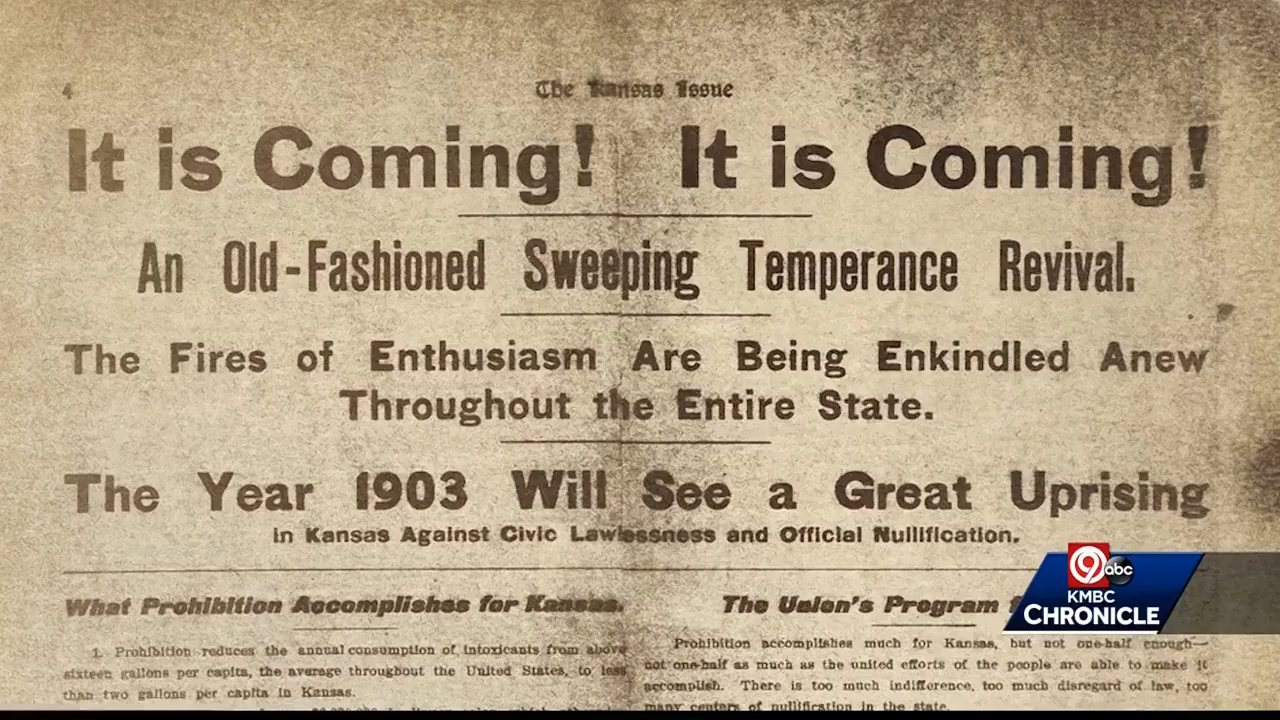 4
The Kansas Issue
It is Coming! It is Coming!
An Old-Fashioned Sweeping Temperance Revival.
The Fires of Enthusiasm Are Being Enkindled Anew
Throughout the Entire State.
The Year 1903 Will See a Great Uprising
in Kansas Against Civic Lawlessness and Official Nullification.
What Prohibition Accomplishes for Kansas.
1. Prohibition reduces the annual consumption of intoxicants from above
sixteen gallons per capita, the average throughout the United States, to less
than two gallons per capita in Kansas.
The Union's Program
Prohibition accomplishes much for Kansas, but not one-half enough—
not one-half as much as the united efforts of the people are able to make it
accomplish. There is too much indifference, too much disregard of law, too
many centers of nullification in the state.
9 abc
KMBC
CHRONICLE